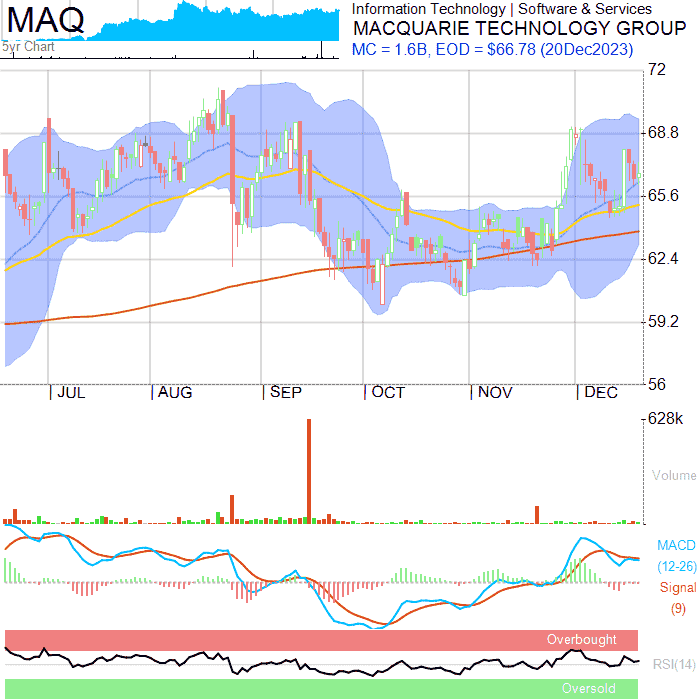 MAQ
5yr Chart
Information Technology | Software & Services
MACQUARIE TECHNOLOGY GROUP
MC = 1.6B, EOD = $66.78 (20Dec2023)
72
68.8
65.6
62.4
59.2
56
JUL AUG SEP OCT NOV DEC
628k
Volume
MACD
(12-26)
Signal
(9)
Overbought
RSI(14)
Oversold